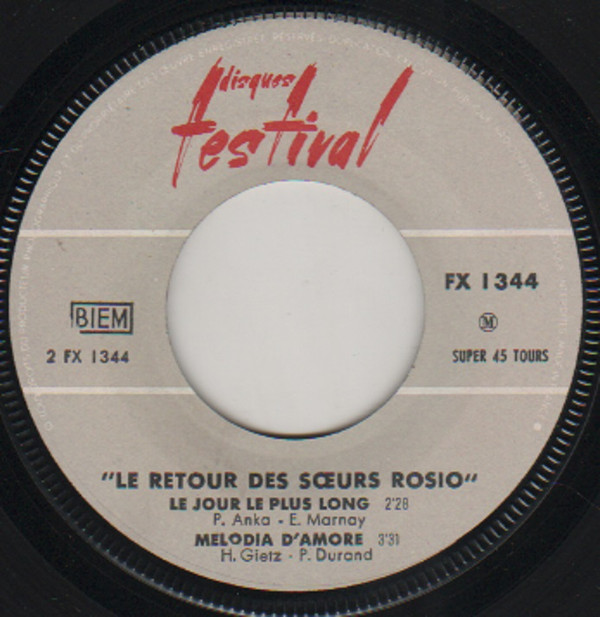 disques
festival
FX 1344
BIEM
M
2 FX 1344
SUPER 45 TOURS
"LE RETOUR DES SŒURS ROSIO"
LE JOUR LE PLUS LONG 2'28
P. Anka - E. Marnay
MELODIA D'AMORE 3'31
H. Gietz - P. Durand